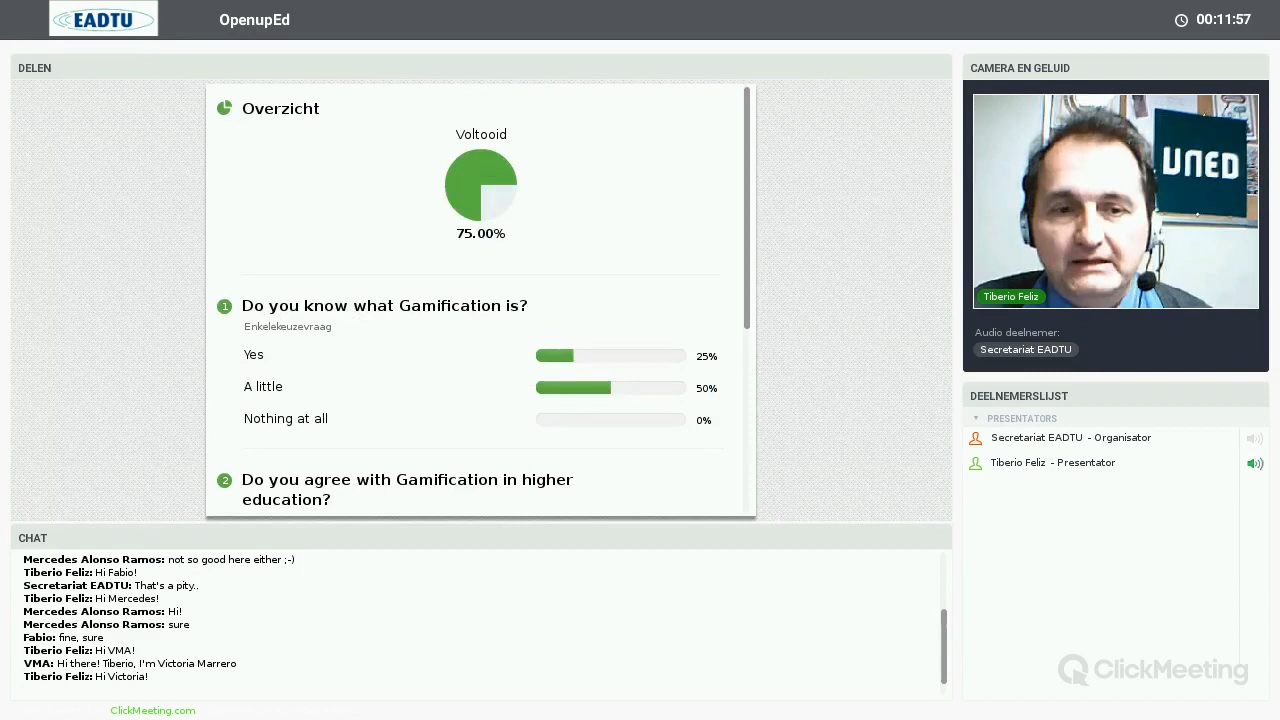 EADTU
OpenupEd
00:11:57
DELEN
Overzicht
Voltooid
75.00%
1 Do you know what Gamification is?
Enkelekeuzevraag
Yes 25%
A little 50%
Nothing at all 0%
2 Do you agree with Gamification in higher
education?
CHAT
Mercedes Alonso Ramos: not so good here either ;-)
Tiberio Feliz: Hi Fabio!
Secretariat EADTU: That's a pity..
Tiberio Feliz: Hi Mercedes!
Mercedes Alonso Ramos: Hi!
Mercedes Alonso Ramos: sure
Fabio: fine, sure
Tiberio Feliz: Hi VMA!
VMA: Hi there! Tiberio, I'm Victoria Marrero
Tiberio Feliz: Hi Victoria!
ClickMeeting.com
CAMERA EN GELUID
UNED
Tiberio Feliz
Audio deelnemer:
Secretariat EADTU
DEELNEMERSLIJST
PRESENTATORS
Secretariat EADTU - Organisator
Tiberio Feliz - Presentator
ClickMeeting